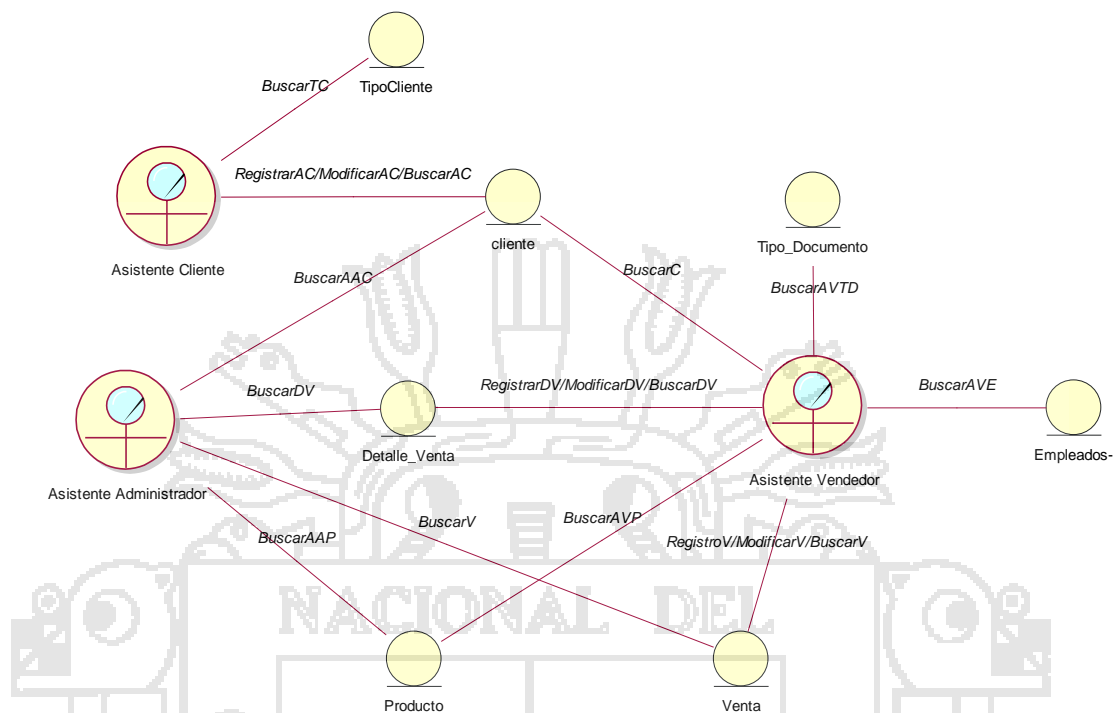 BuscarTC
TipoCliente
RegistrarAC/ModificarAC/BuscarAC
Asistente Cliente
cliente
Tipo_Documento
BuscarAAC
BuscarC
BuscarAVTD
BuscarDV
RegistrarDV/ModificarDV/BuscarDV
BuscarAVE
Detalle_Venta
Empleados-
Asistente Administrador
Asistente Vendedor
BuscarV
BuscarAVP
BuscarAAP
RegistroV/ModificarV/BuscarV
NACIONAL DEL
Producto
Venta